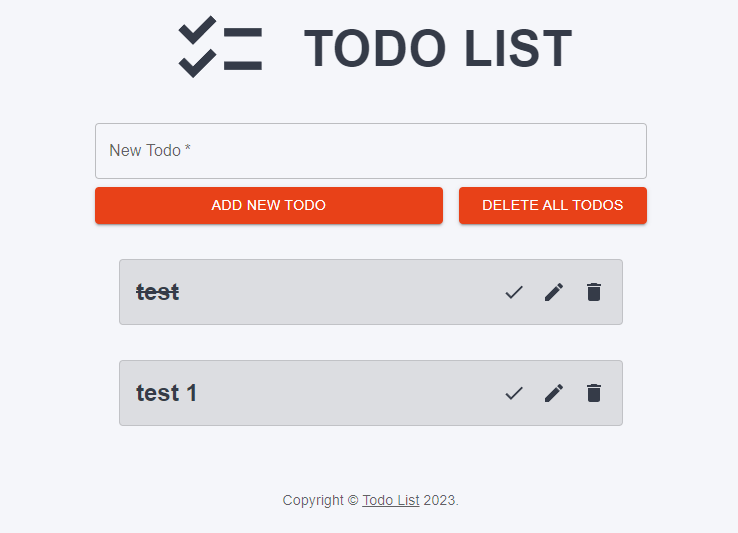 TODO LIST
New Todo *
ADD NEW TODO
DELETE ALL TODOS
test
test 1
Copyright © Todo List 2023.